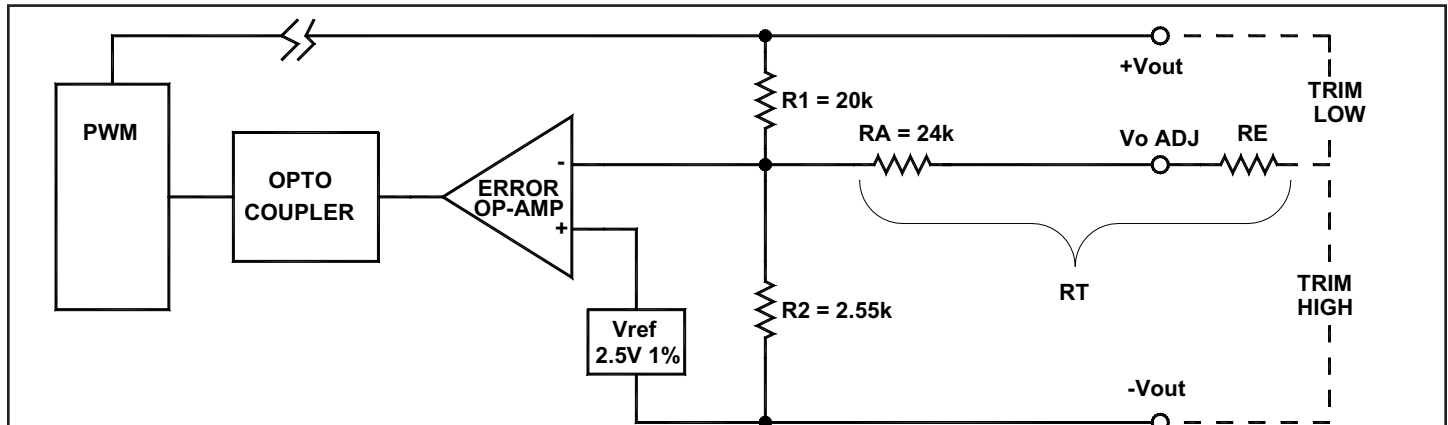 +Vout
R1 = 20k
TRIM
LOW
PWM
RA = 24k
Vo ADJ
RE
OPTO
COUPLER
-
ERROR
OP-AMP
+
RT
TRIM
HIGH
R2 = 2.55k
Vref
2.5V 1%
-Vout